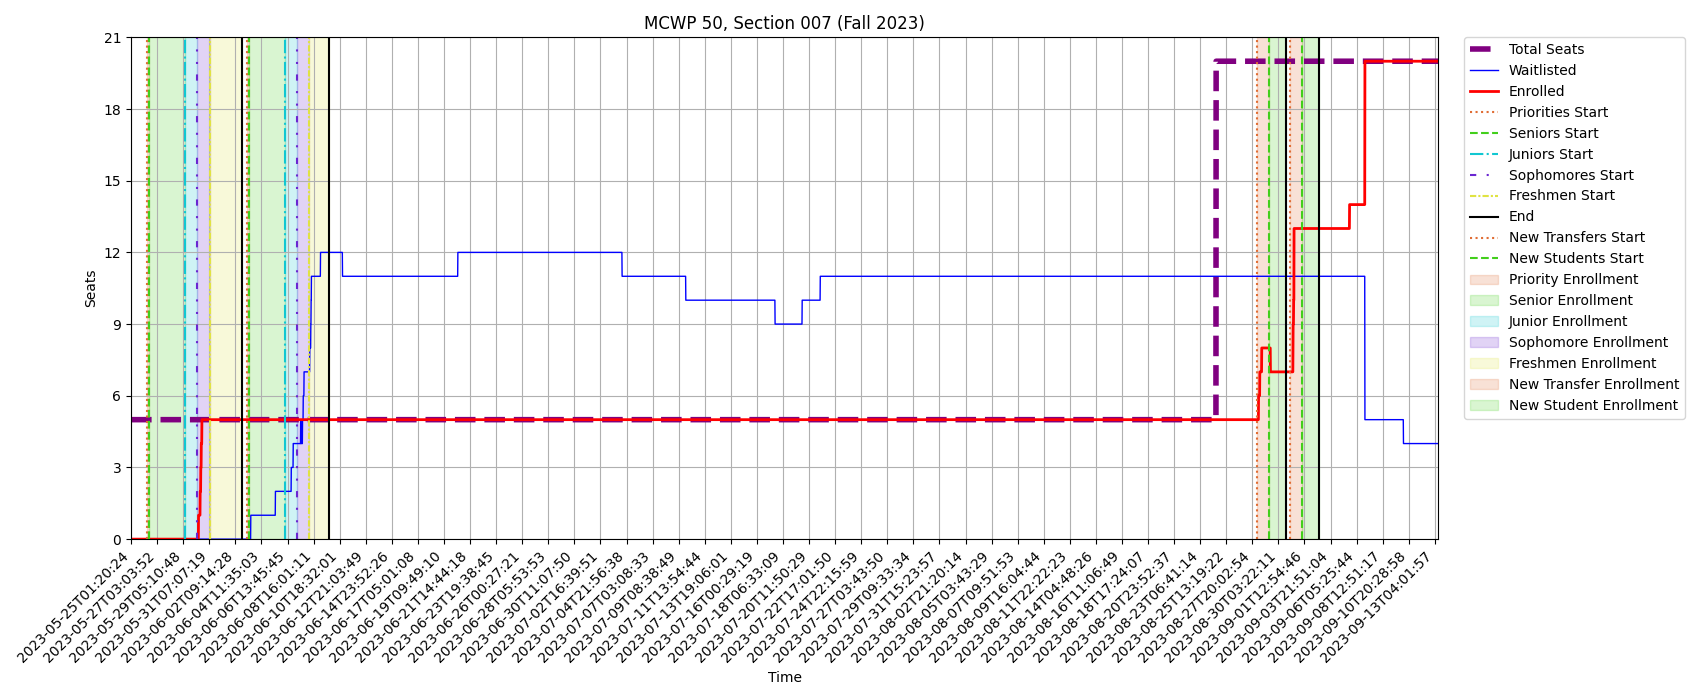 MCWP 50, Section 007 (Fall 2023)
21
18
15
12
9
6
3
0
Seats
2023-05-25T01:20:24
2023-05-27T03:03:52
2023-05-29T05:10:48
2023-05-31T07:07:19
2023-06-02T09:14:28
2023-06-04T11:35:03
2023-06-06T13:45:45
2023-06-08T16:01:11
2023-06-10T18:32:01
2023-06-12T21:03:49
2023-06-14T23:52:26
2023-06-17T05:01:08
2023-06-19T09:49:10
2023-06-21T14:44:18
2023-06-23T19:38:45
2023-06-26T00:27:21
2023-06-28T05:53:53
2023-06-30T11:07:50
2023-07-02T16:39:51
2023-07-04T21:56:38
2023-07-07T03:08:33
2023-07-09T08:38:49
2023-07-11T13:54:44
2023-07-13T19:06:01
2023-07-16T00:29:19
2023-07-18T06:33:09
2023-07-20T11:50:29
2023-07-22T17:01:50
2023-07-24T22:15:59
2023-07-27T03:43:50
2023-07-29T09:33:34
2023-07-31T15:23:57
2023-08-02T21:20:14
2023-08-05T03:43:29
2023-08-07T09:51:53
2023-08-09T16:04:44
2023-08-11T22:22:23
2023-08-14T04:48:26
2023-08-16T11:06:49
2023-08-18T17:24:07
2023-08-20T23:52:37
2023-08-23T06:41:14
2023-08-25T13:19:22
2023-08-27T20:02:54
2023-08-30T03:22:11
2023-09-01T12:54:46
2023-09-03T21:51:04
2023-09-06T05:25:44
2023-09-08T12:51:17
2023-09-10T20:28:58
2023-09-13T04:01:57
Time
Total Seats
Waitlisted
Enrolled
Priorities Start
Seniors Start
Juniors Start
Sophomores Start
Freshmen Start
End
New Transfers Start
New Students Start
Priority Enrollment
Senior Enrollment
Junior Enrollment
Sophomore Enrollment
Freshmen Enrollment
New Transfer Enrollment
New Student Enrollment